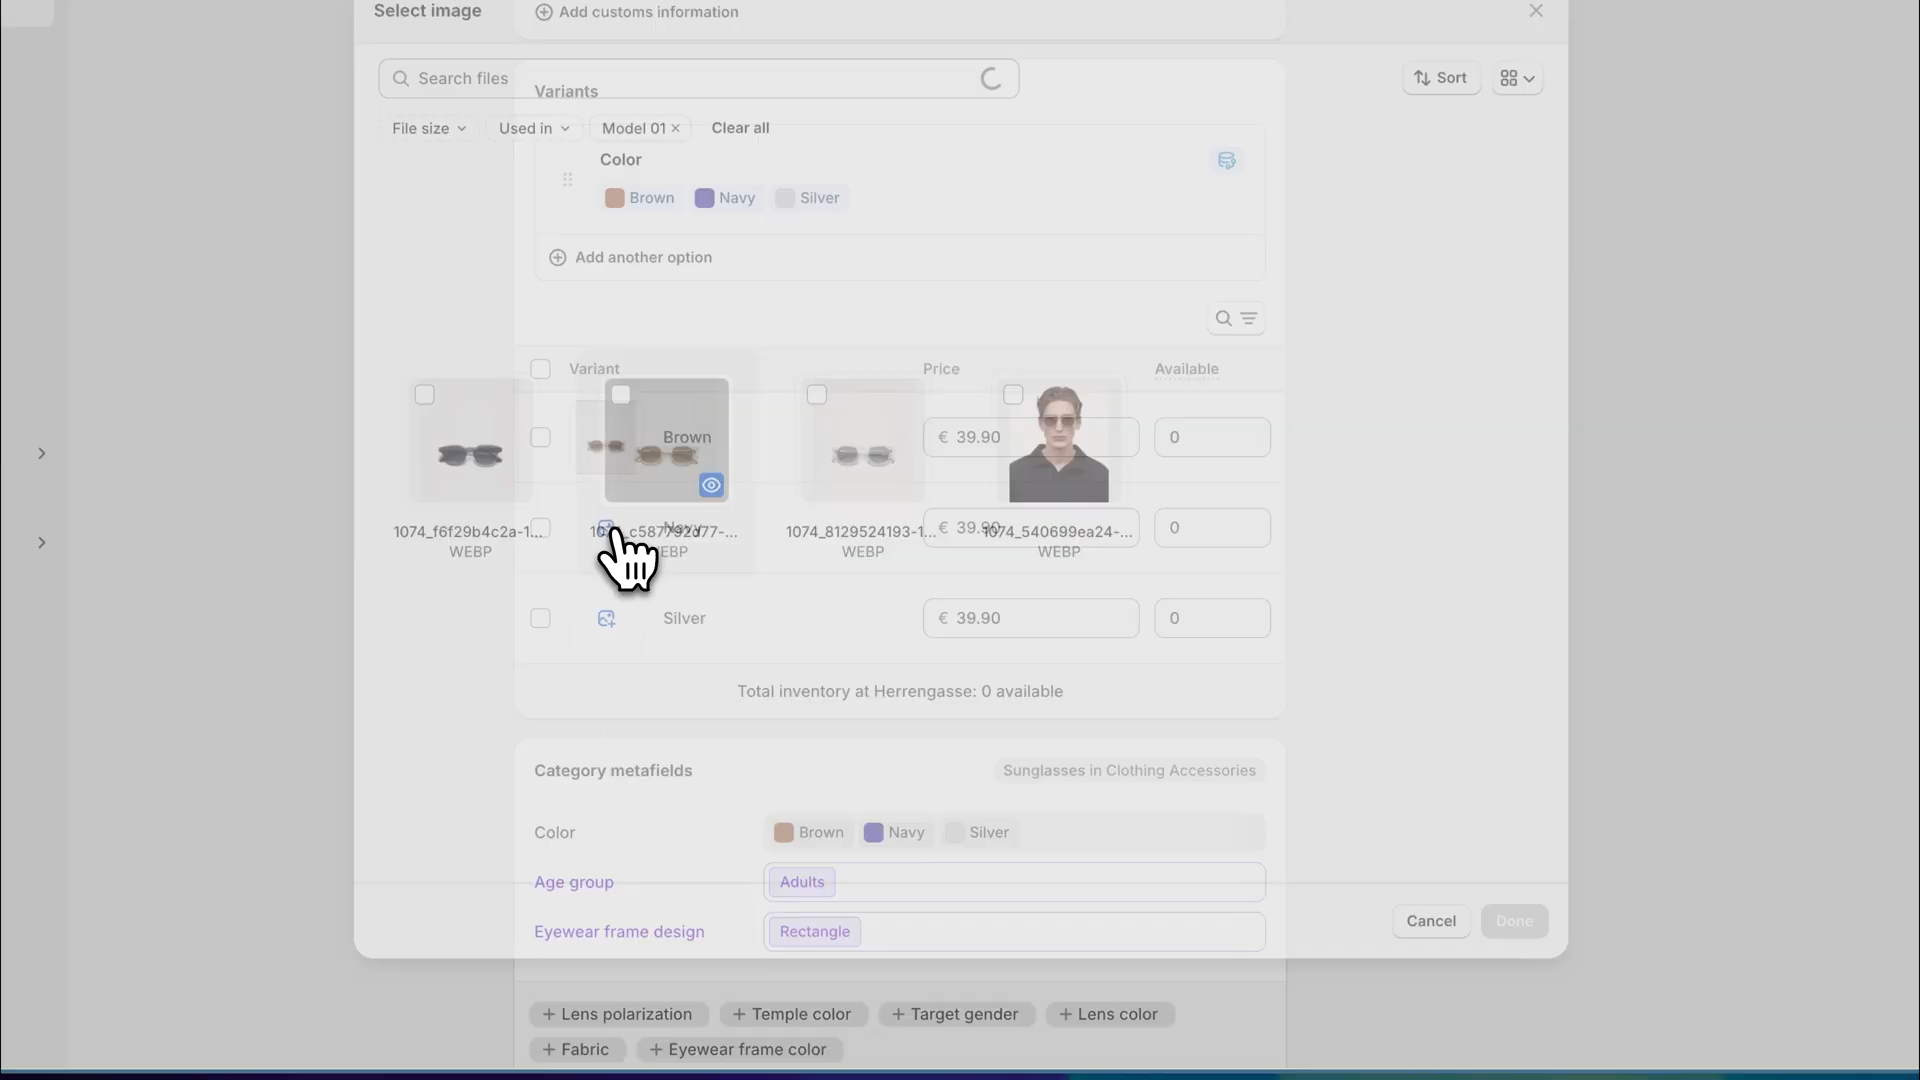 Select image
Add customs information
Search files
Sort
Variants
File size
Used in
Model 01
Clear all
Color
Brown
Navy
Silver
Add another option
Variant
Price
Available
Brown
€ 39.90
0
Navy
€ 39.90
0
1074_f6f29b4c2a-1...
WEBP
c587792d77-...
WEBP
1074_8129524193-1...
WEBP
1074_540699ea24-...
WEBP
Silver
€ 39.90
0
Total inventory at Herrengasse: 0 available
Category metafields
Sunglasses in Clothing Accessories
Color
Brown
Navy
Silver
Age group
Adults
Eyewear frame design
Rectangle
Cancel
Done
Lens polarization
Temple color
Target gender
Lens color
Fabric
Eyewear frame color